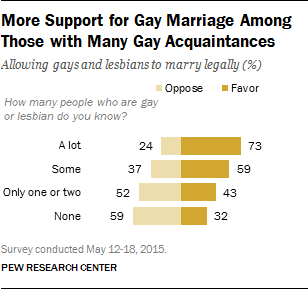 More Support for Gay Marriage Among
Those with Many Gay Acquaintances
Allowing gays and lesbians to marry legally (%)
Oppose Favor
How many people who are gay
or lesbian do you know?
A lot 24 73
Some 37 59
Only one or two 52 43
None 59 32
Survey conducted May 12-18, 2015.
PEW RESEARCH CENTER